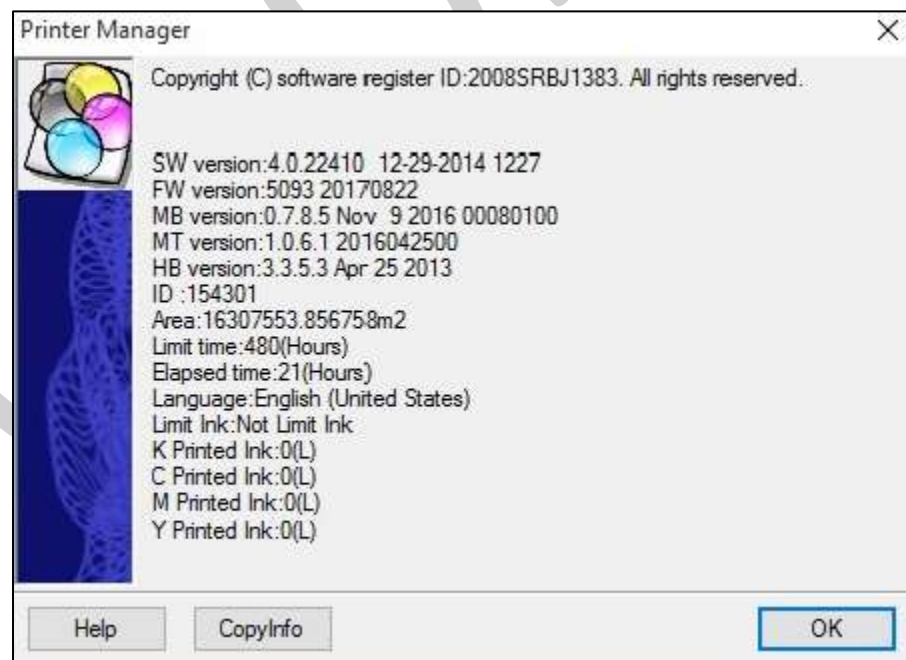 Printer Manager
Copyright (C) software register ID:2008SRBJ1383. All rights reserved.
SW version:4.0.22410 12-29-2014 1227
FW version:5093 20170822
MB version:0.7.8.5 Nov 9 2016 00080100
MT version:1.0.6.1 2016042500
HB version:3.3.5.3 Apr 25 2013
ID :154301
Area:16307553.856758m2
Limit time:480(Hours)
Elapsed time:21(Hours)
Language:English (United States)
Limit Ink:Not Limit Ink
K Printed Ink:0(L)
C Printed Ink:0(L)
M Printed Ink:0(L)
Y Printed Ink:0(L)
Help CopyInfo OK